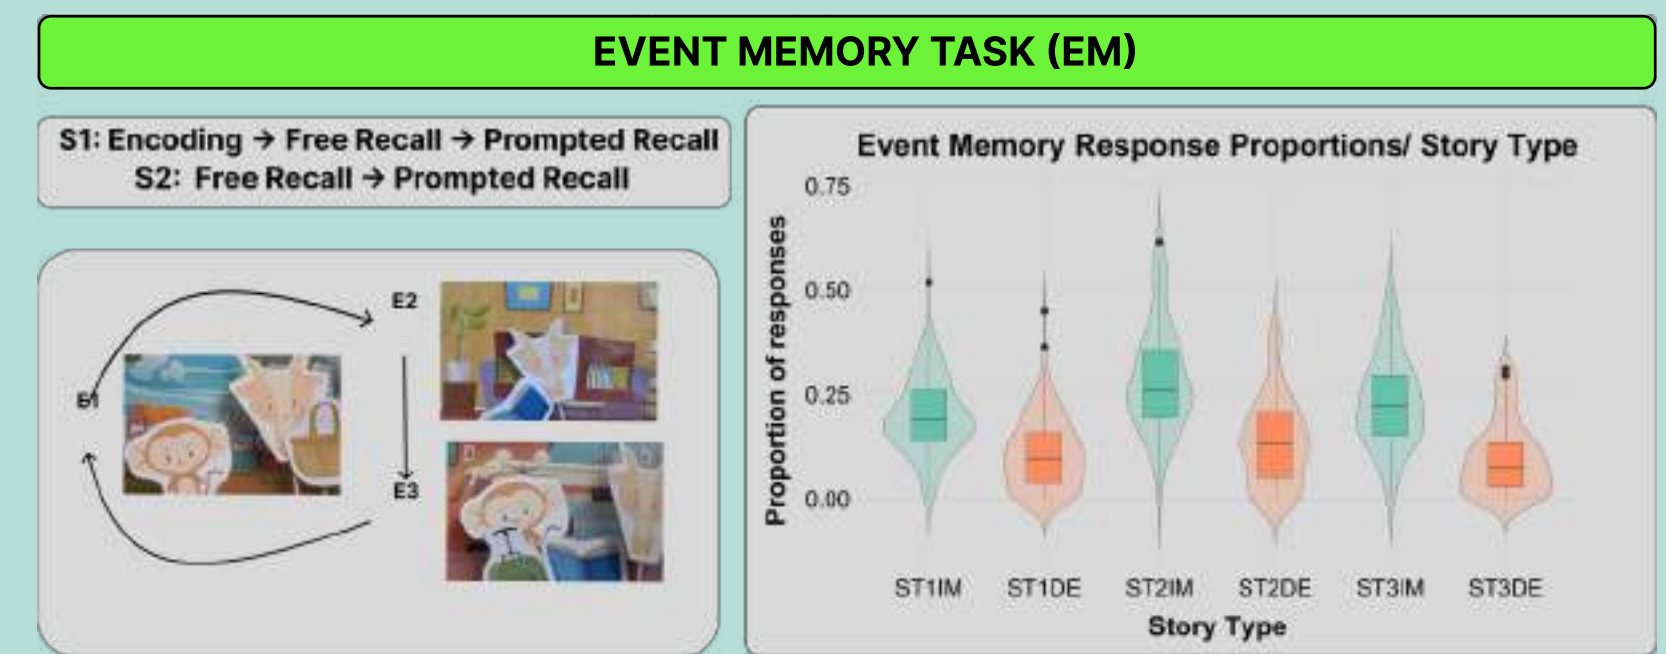 EVENT MEMORY TASK (EM)
S1: Encoding → Free Recall → Prompted Recall
S2: Free Recall → Prompted Recall
E1
E2
E3
Event Memory Response Proportions/ Story Type
Proportion of responses
0.75
0.50
0.25
0.00
ST1IM ST1DE ST2IM ST2DE ST3IM ST3DE
Story Type